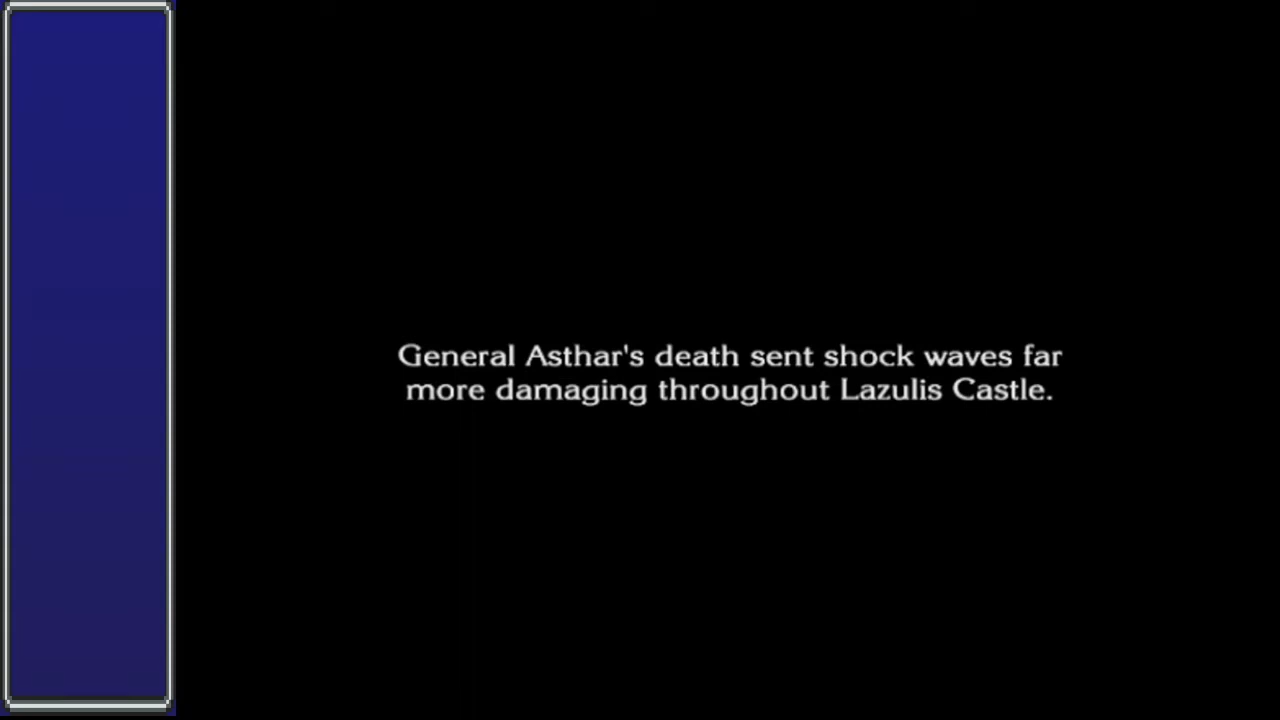 General Asthar's death sent shock waves far
more damaging throughout Lazulis Castle.